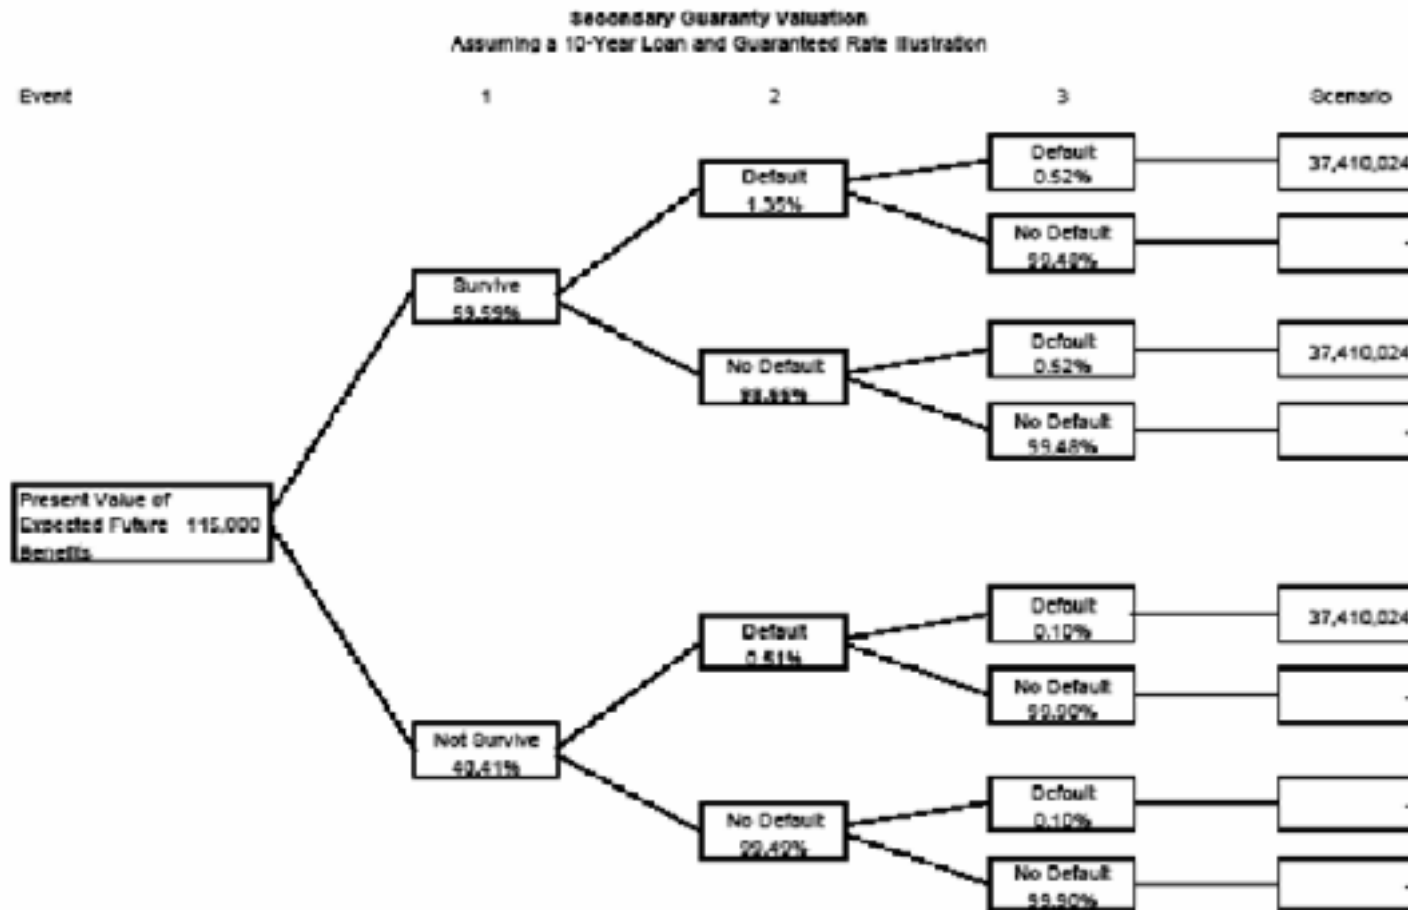 Secondary Guaranty Valuation
Assuming a 10-Year Loan and Guaranteed Rate Illustration
Event 1 2 3 Scenario
Default
0.52%
37,410,024
Default
1.35%
No Default
99.48%
-
Survive
59.59%
Default
0.52%
37,410,024
No Default
98.65%
No Default
99.48%
-
Present Value of
Expected Future 115,000
Benefits
Default
0.10%
37,410,024
Default
0.51%
No Default
99.90%
-
Not Survive
40.41%
Default
0.10%
-
No Default
99.49%
No Default
99.90%
-